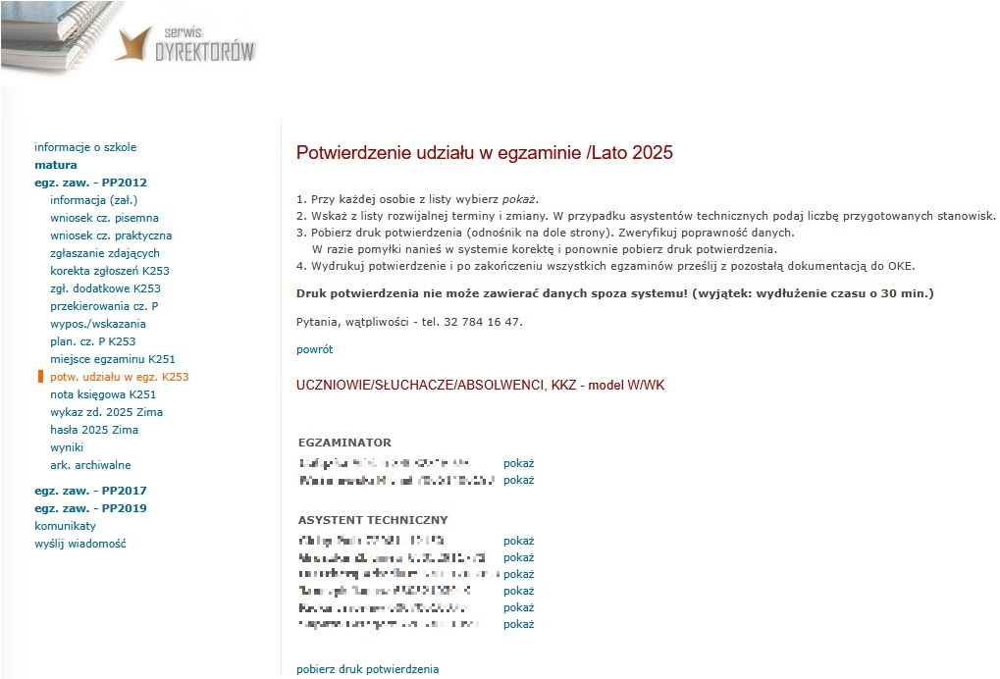 serwis
DYREKTORÓW
informacje o szkole
matura
egz. zaw. - PP2012
informacja (zał.)
wniosek cz. pisemna
wniosek cz. praktyczna
zgłaszanie zdających
korekta zgłoszeń K253
zgł. dodatkowe K253
przekierowania cz. P
wypos./wskazania
plan. cz. P K253
miejsce egzaminu K251
potw. udziału w egz. K253
nota księgowa K251
wykaz zd. 2025 Zima
hasła 2025 Zima
wyniki
ark. archiwalne
egz. zaw. - PP2017
egz. zaw. - PP2019
komunikaty
wyślij wiadomość
Potwierdzenie udziału w egzaminie /Lato 2025
1. Przy każdej osobie z listy wybierz pokaż.
2. Wskaż z listy rozwijalnej terminy i zmiany. W przypadku asystentów technicznych podaj liczbę przygotowanych stanowisk.
3. Pobierz druk potwierdzenia (odnośnik na dole strony). Zweryfikuj poprawność danych.
W razie pomyłki nanieś w systemie korektę i ponownie pobierz druk potwierdzenia.
4. Wydrukuj potwierdzenie i po zakończeniu wszystkich egzaminów prześlij z pozostałą dokumentacją do OKE.
Druk potwierdzenia nie może zawierać danych spoza systemu! (wyjątek: wydłużenie czasu o 30 min.)
Pytania, wątpliwości - tel. 32 784 16 47.
powrót
UCZNIOWIE/SŁUCHACZE/ABSOLWENCI, KKZ - model W/WK
EGZAMINATOR
pokaż
pokaż
ASYSTENT TECHNICZNY
pokaż
pokaż
pokaż
pokaż
pokaż
pokaż
pobierz druk potwierdzenia